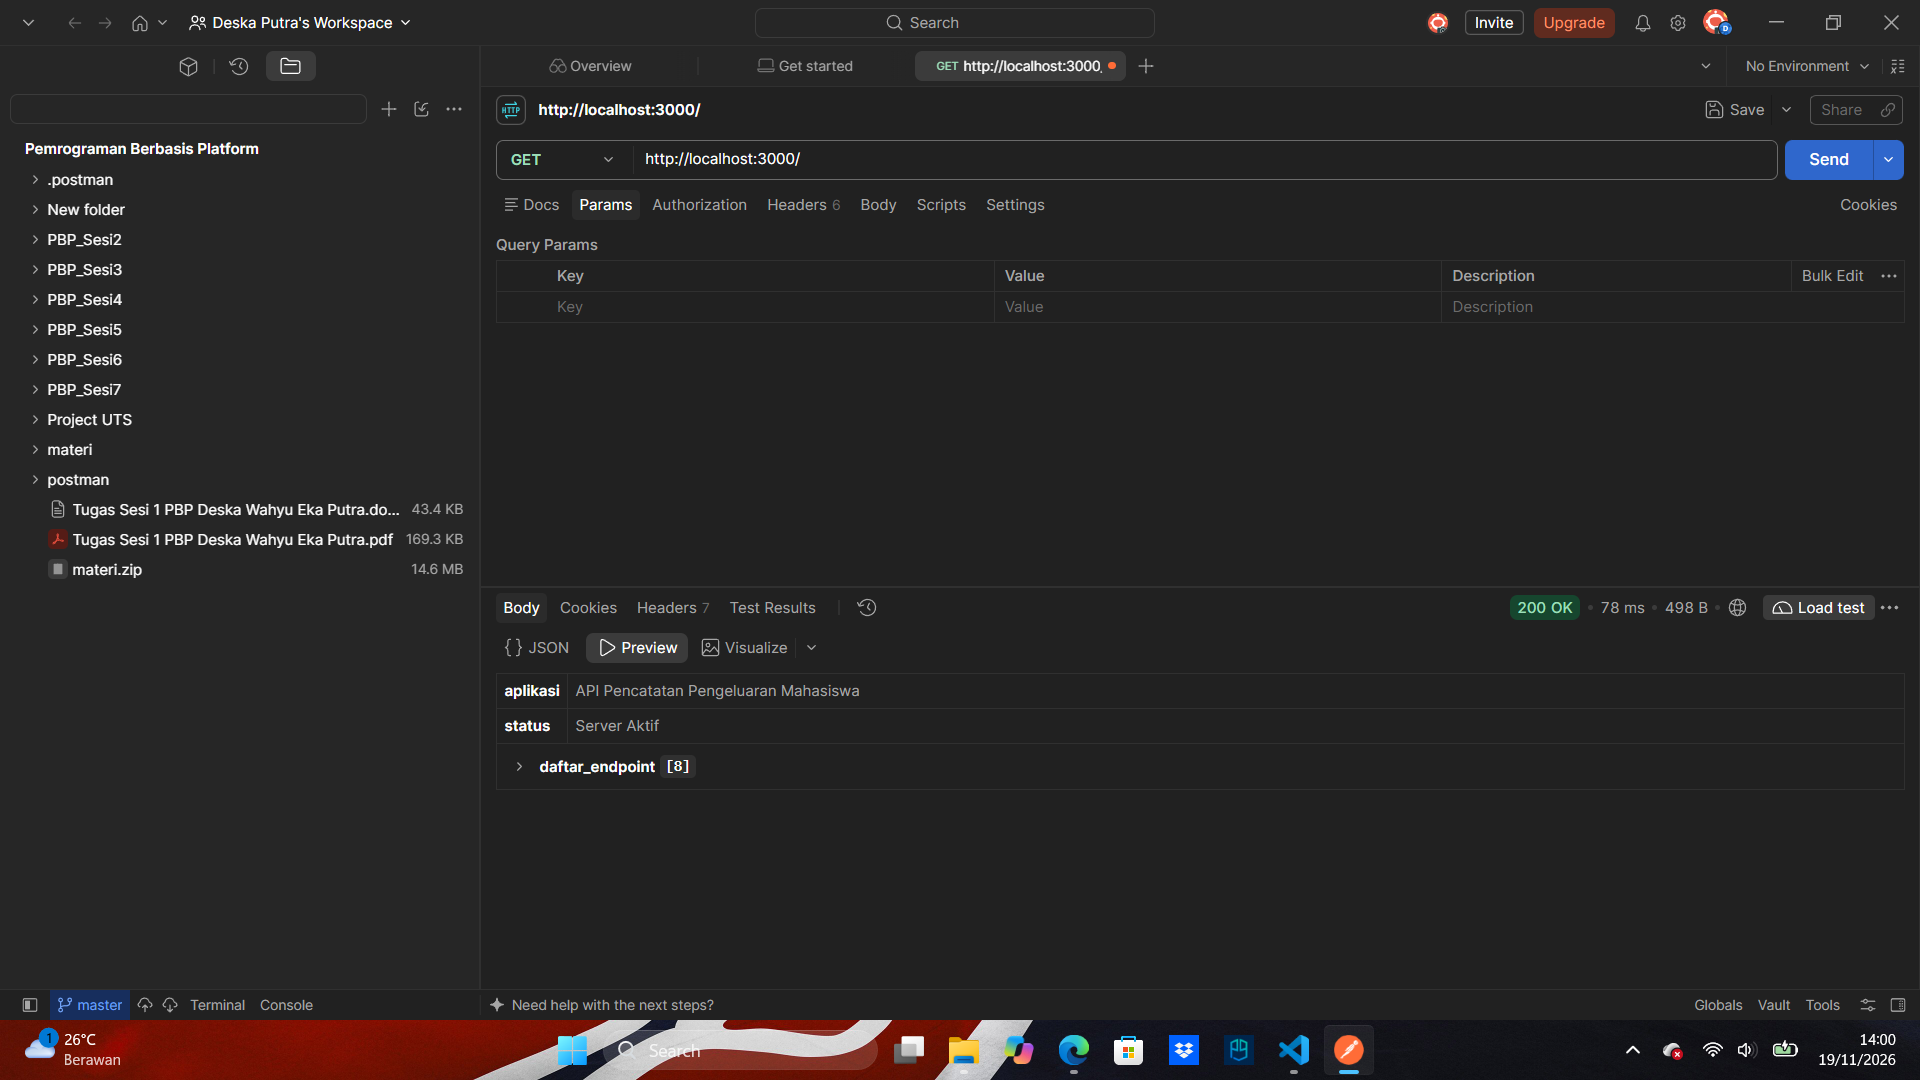 Deska Putra's Workspace
Search
Invite
Upgrade
D
Overview
Get started
GET http://localhost:3000
No Environment
HTTP
http://localhost:3000/
Save
Share
Pemrograman Berbasis Platform
.postman
New folder
PBP_Sesi2
PBP_Sesi3
PBP_Sesi4
PBP_Sesi5
PBP_Sesi6
PBP_Sesi7
Project UTS
materi
postman
Tugas Sesi 1 PBP Deska Wahyu Eka Putra.do... 43.4 KB
Tugas Sesi 1 PBP Deska Wahyu Eka Putra.pdf 169.3 KB
materi.zip 14.6 MB
GET
http://localhost:3000/
Send
Docs
Params
Authorization
Headers 6
Body
Scripts
Settings
Cookies
Query Params
Key Value Description Bulk Edit
Key Value Description
Body
Cookies
Headers 7
Test Results
200 OK • 78 ms • 498 B
Load test
{ } JSON
Preview
Visualize
aplikasi API Pencatatan Pengeluaran Mahasiswa
status Server Aktif
daftar_endpoint [8]
master
Terminal
Console
Need help with the next steps?
Globals
Vault
Tools
1
26°C
Berawan
Search
14:00
19/11/2026